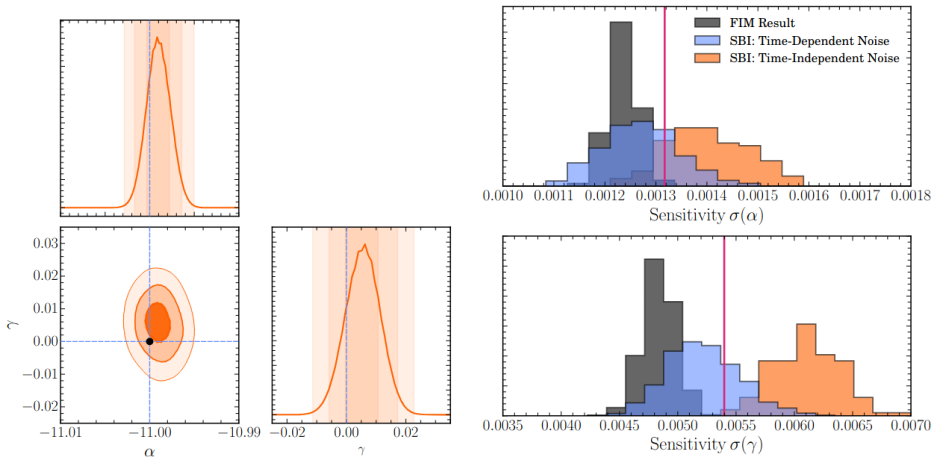 FIM Result
SBI: Time-Dependent Noise
SBI: Time-Independent Noise
0.0010 0.0011 0.0012 0.0013 0.0014 0.0015 0.0016 0.0017 0.0018
Sensitivity σ(α)
0.03
0.02
0.01
0.00
−0.01
−0.02
γ
−11.01 −11.00 −10.99
α
−0.02 0.00 0.02
γ
0.0035 0.0040 0.0045 0.0050 0.0055 0.0060 0.0065 0.0070
Sensitivity σ(γ)